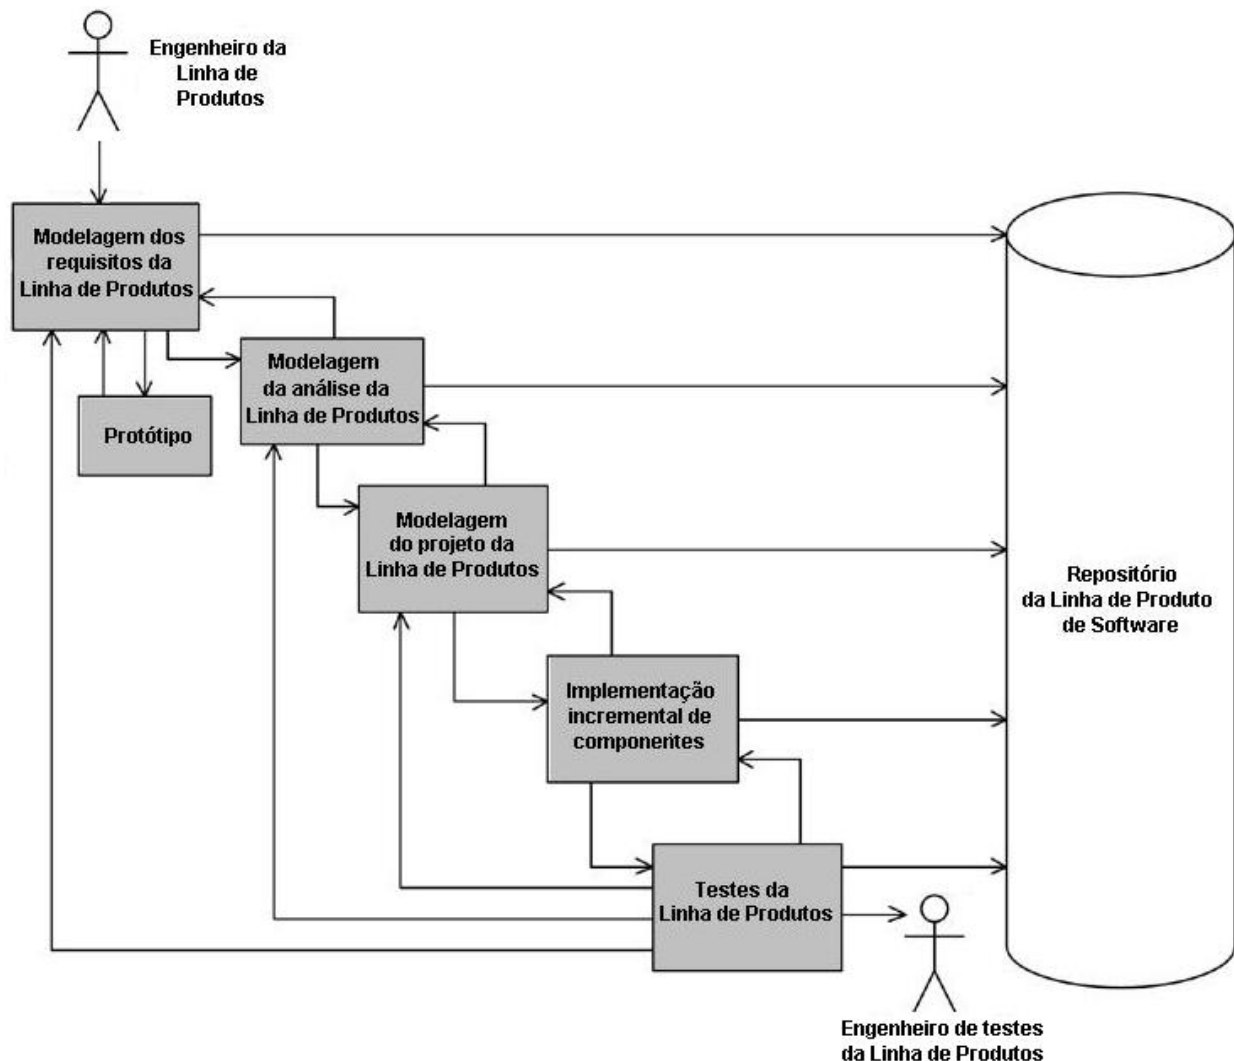 Engenheiro da
Linha de
Produtos
Modelagem dos
requisitos da
Linha de Produtos
Modelagem
da análise da
Linha de Produtos
Protótipo
Modelagem
do projeto da
Linha de Produtos
Repositório
da Linha de Produto
de Software
Implementação
incremental de
componentes
Testes da
Linha de Produtos
Engenheiro de testes
da Linha de Produtos